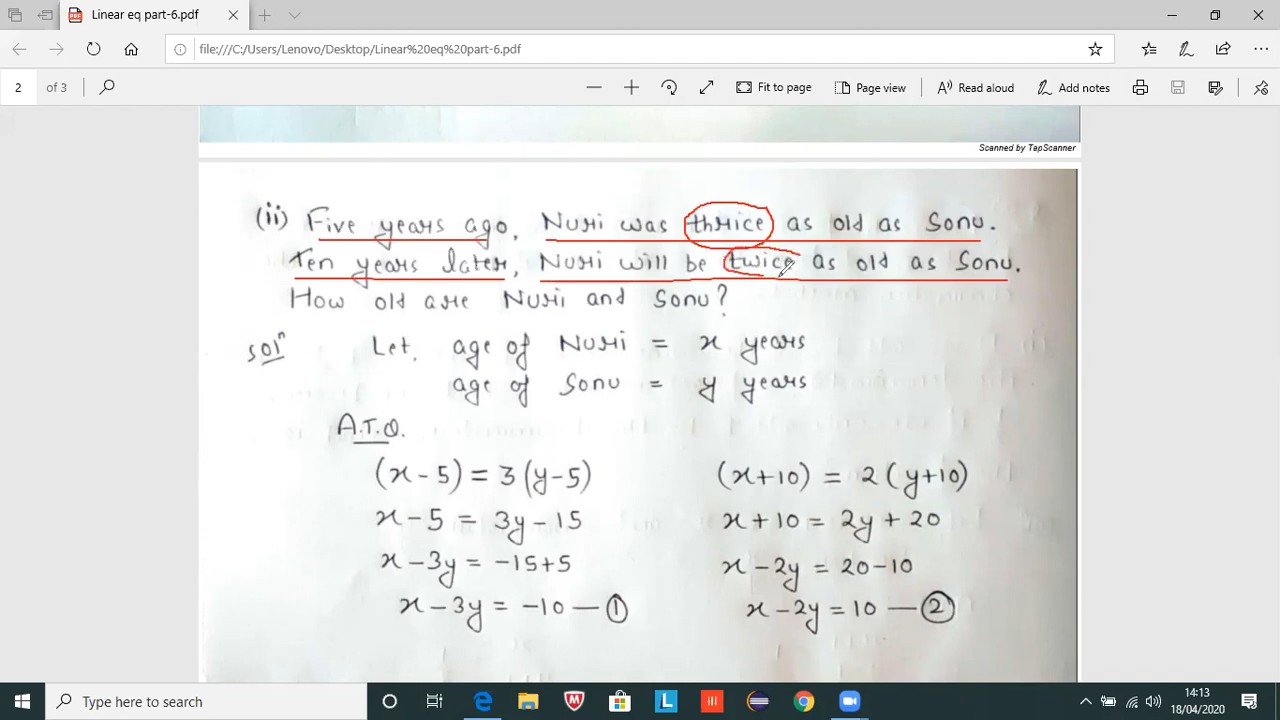 Linear eq part-6.pdf
file:///C:/Users/Lenovo/Desktop/Linear%20eq%20part-6.pdf
2 of 3 Fit to page Page view Read aloud Add notes
Scanned by TapScanner
(ii) Five years ago, Nuri was thrice as old as Sonu.
Ten years later, Nuri will be twice as old as Sonu.
How old are Nuri and Sonu?
Solⁿ Let, age of Nuri = x years
age of Sonu = y years
A.T.Q.
(x-5) = 3(y-5)
x-5 = 3y-15
x-3y = -15+5
x-3y = -10 — ①
(x+10) = 2(y+10)
x+10 = 2y+20
x-2y = 20-10
x-2y = 10 — ②
Type here to search
14:13
18/04/2020